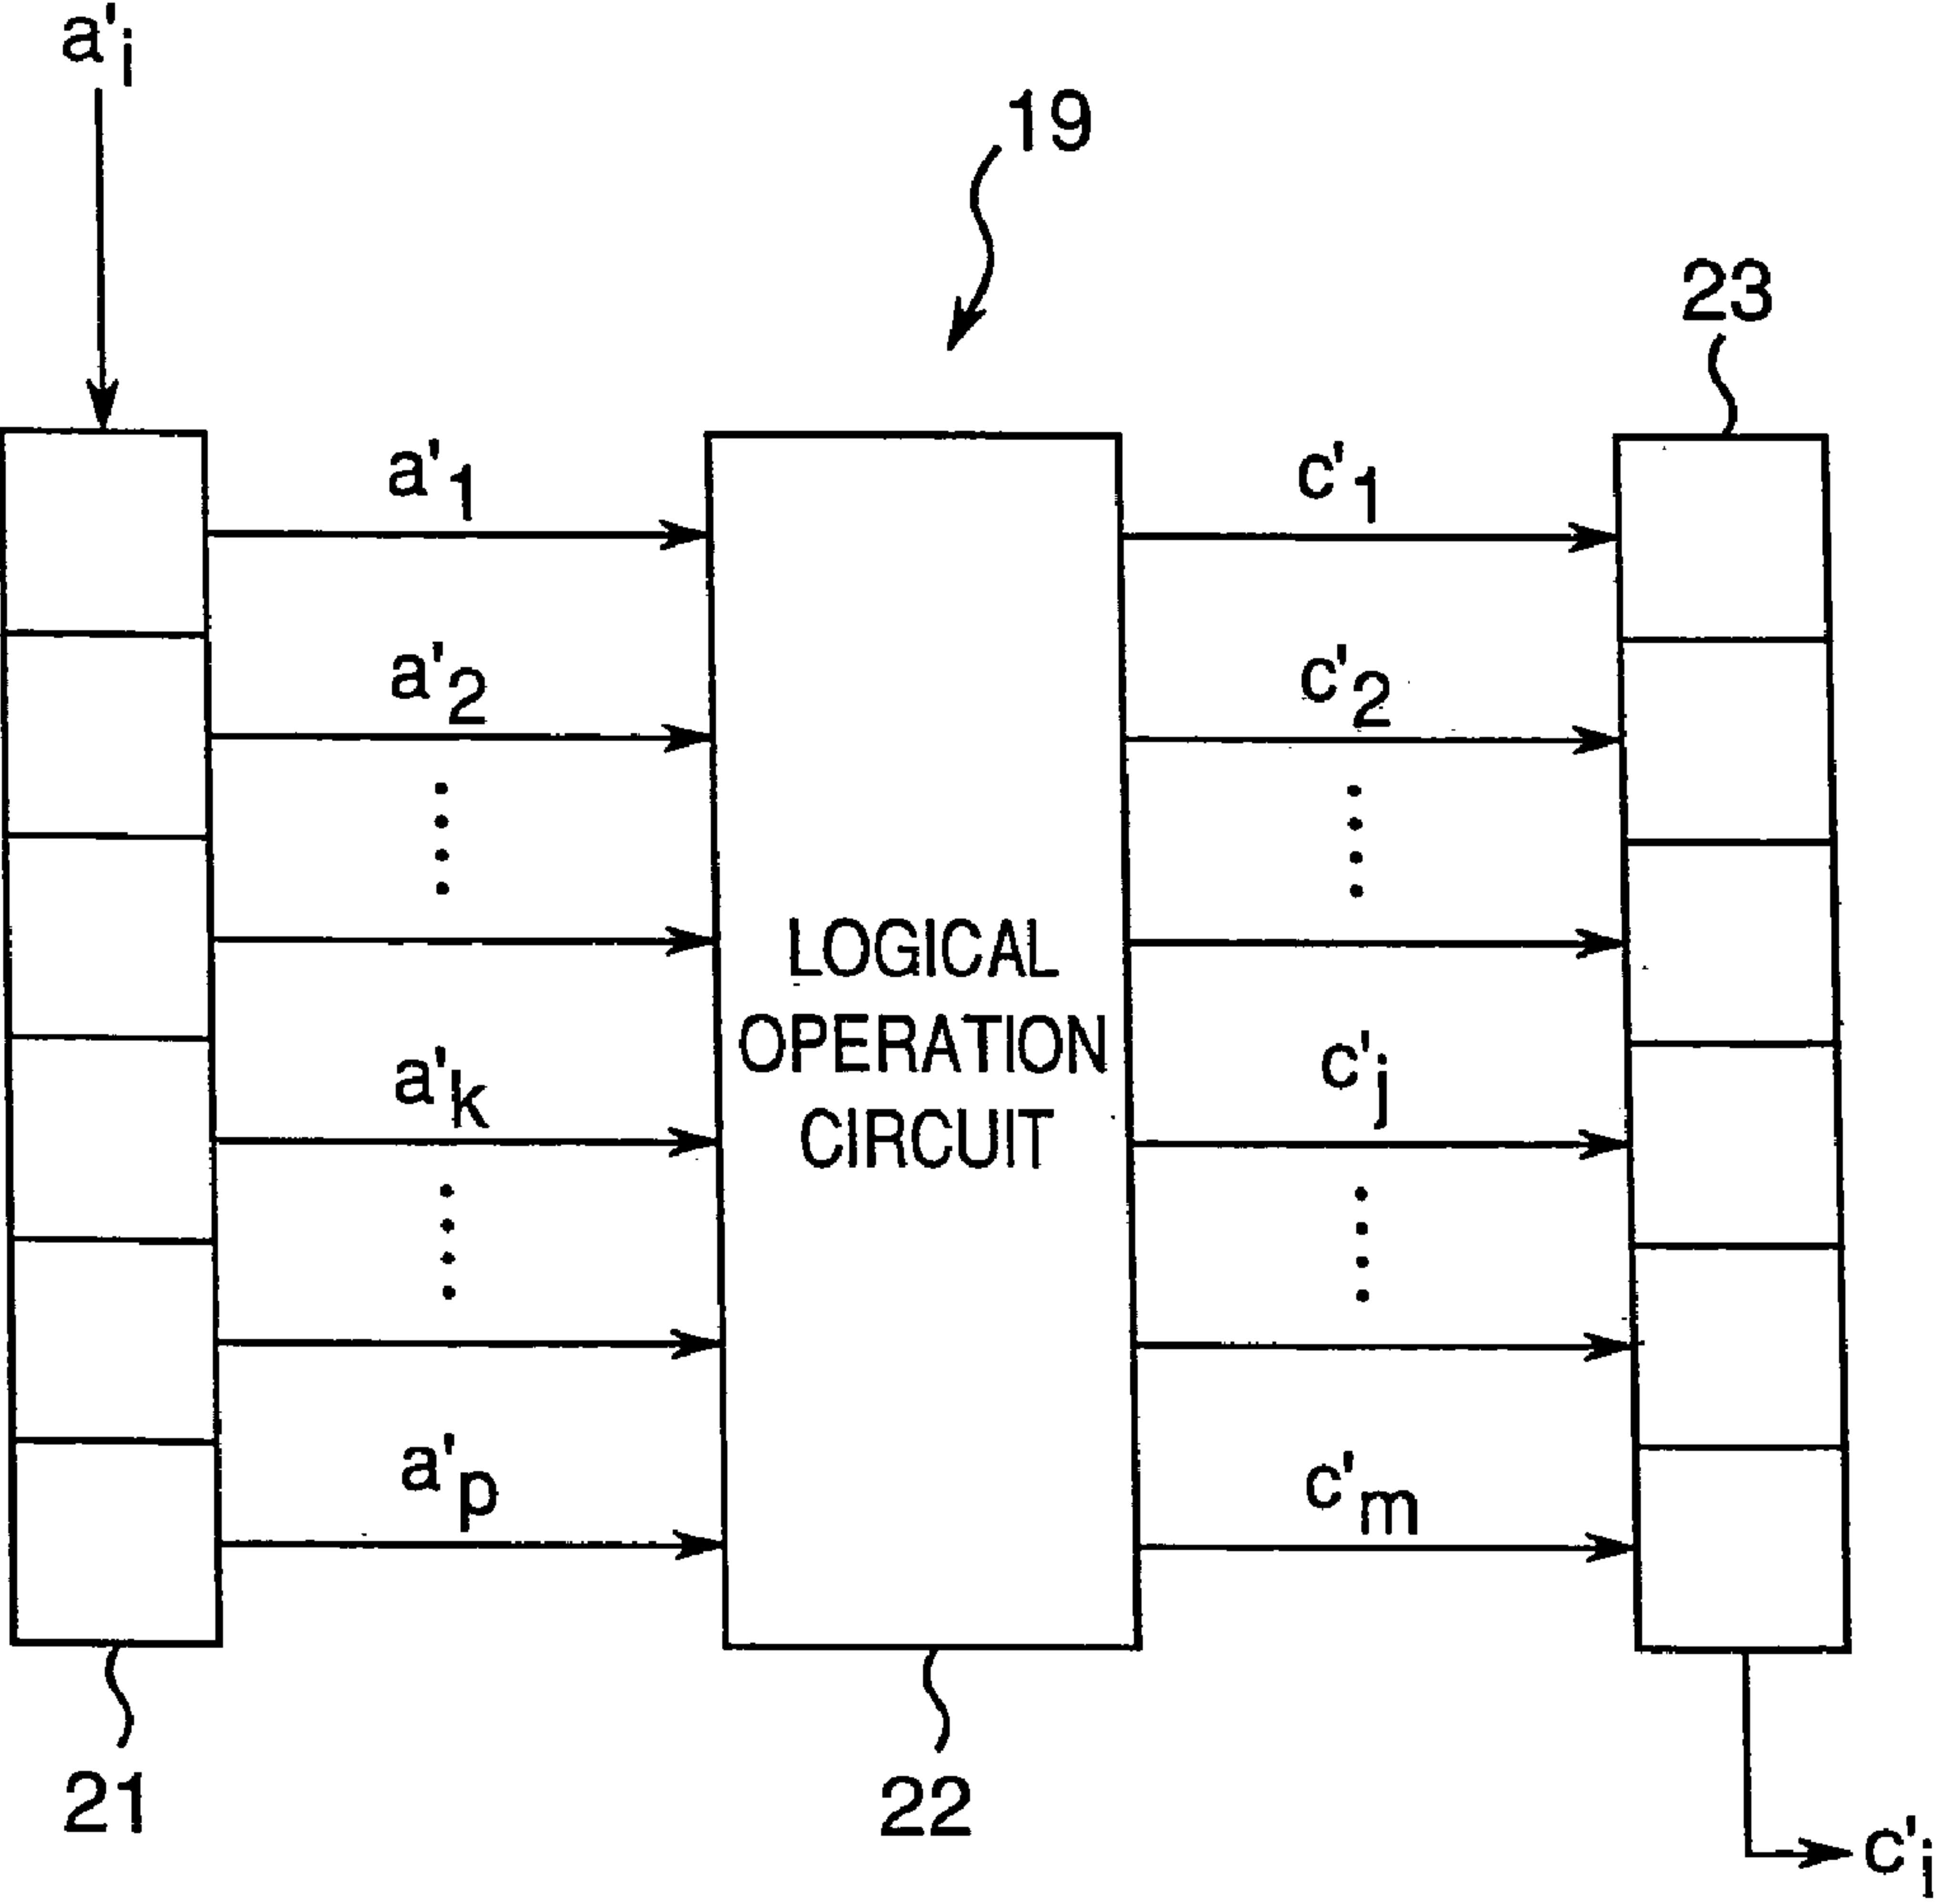 a'i
19
23
a'1
c'1
a'2
c'2
LOGICAL
OPERATION
CIRCUIT
a'k
c'j
a'p
c'm
21
22
c'i